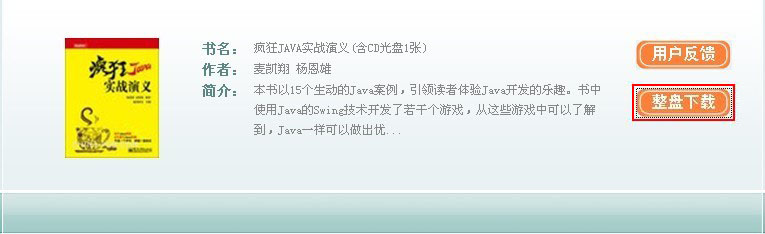 疯狂Java
实战演义
书名： 疯狂JAVA实战演义(含CD光盘1张)
作者： 麦凯翔 杨恩雄
简介： 本书以15个生动的Java案例，引领读者体验Java开发的乐趣。书中
使用Java的Swing技术开发了若干个游戏，从这些游戏中可以了解
到，Java一样可以做出优...
用户反馈
整盘下载